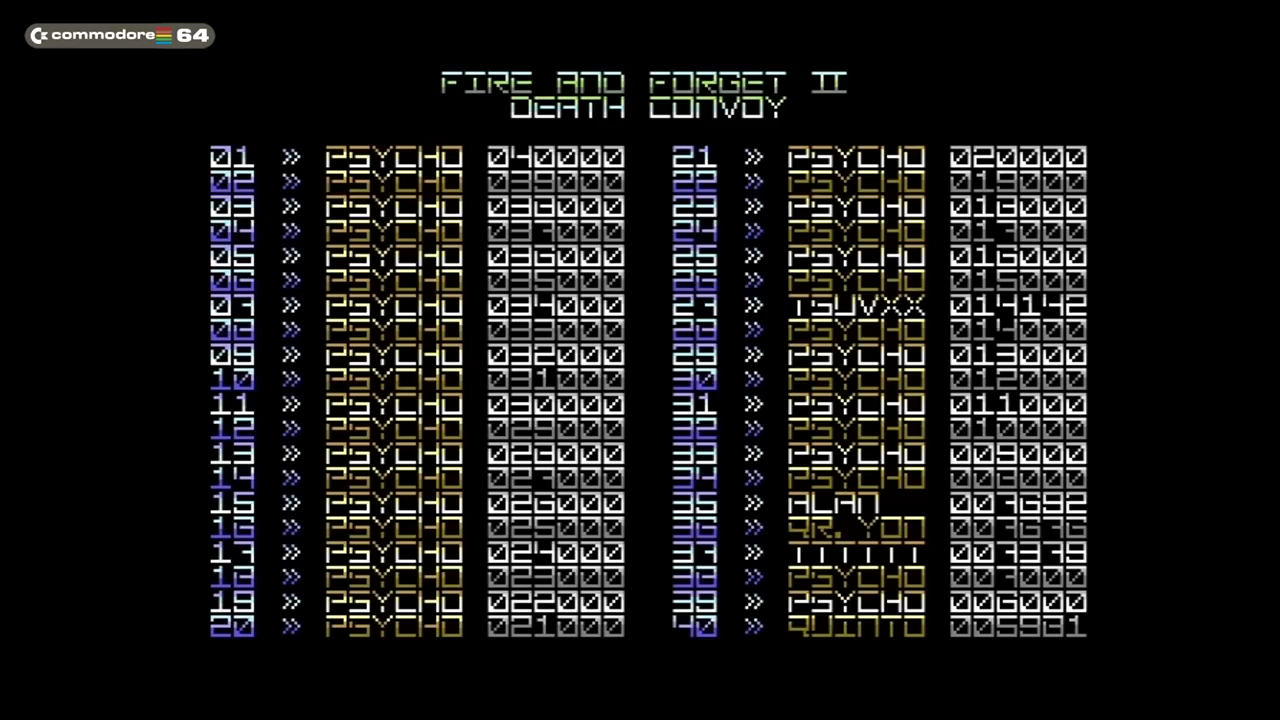 commodore 64
FIRE AND FORGET II
DEATH CONVOY
01 » PSYCHO 040000 21 » PSYCHO 020000
02 » PSYCHO 039000 22 » PSYCHO 019000
03 » PSYCHO 038000 23 » PSYCHO 018000
04 » PSYCHO 037000 24 » PSYCHO 017000
05 » PSYCHO 036000 25 » PSYCHO 016000
06 » PSYCHO 035000 26 » PSYCHO 015000
07 » PSYCHO 034000 27 » TSUVXX 014142
08 » PSYCHO 033000 28 » PSYCHO 014000
09 » PSYCHO 032000 29 » PSYCHO 013000
10 » PSYCHO 031000 30 » PSYCHO 012000
11 » PSYCHO 030000 31 » PSYCHO 011000
12 » PSYCHO 029000 32 » PSYCHO 010000
13 » PSYCHO 028000 33 » PSYCHO 009000
14 » PSYCHO 027000 34 » PSYCHO 008000
15 » PSYCHO 026000 35 » ALAN 007692
16 » PSYCHO 025000 36 » QR. YON
17 » PSYCHO 024000 37 » TTTTTT
18 » PSYCHO 023000 38 » PSYCHO 007000
19 » PSYCHO 022000 39 » PSYCHO 006000
20 » PSYCHO 021000 40 » QUINTO